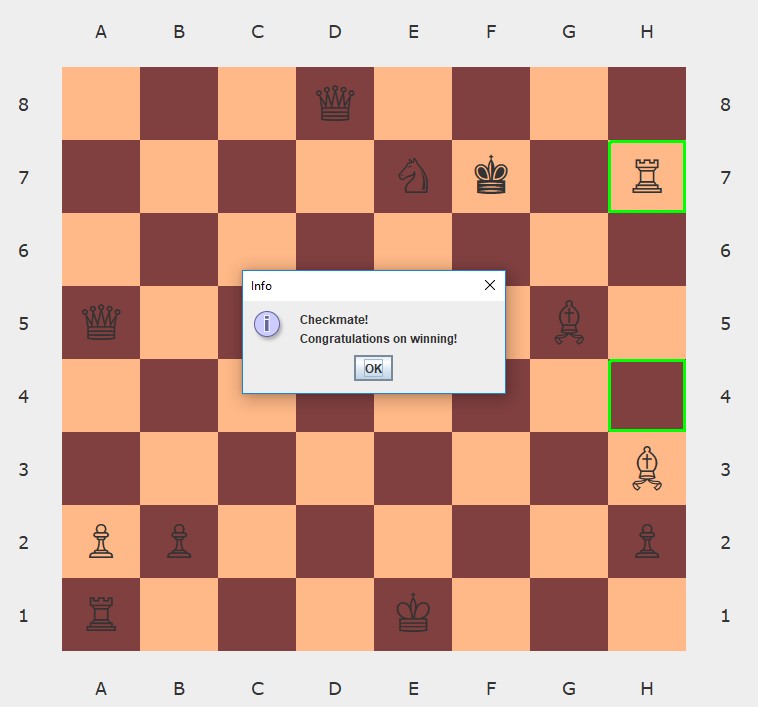 A B C D E F G H
8 8
7 7
6 6
Info
5 5
Checkmate!
Congratulations on winning!
OK
4 4
3 3
2 2
1 1
A B C D E F G H